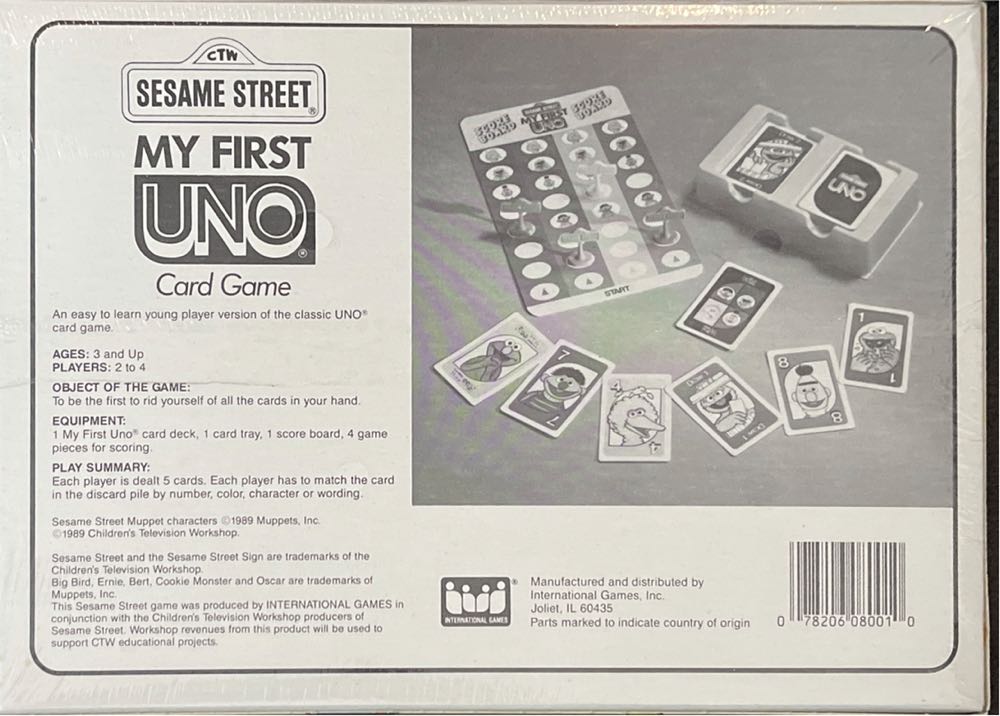 CTW
SESAME STREET®
MY FIRST
UNO®
Card Game
An easy to learn young player version of the classic UNO®
card game.
AGES: 3 and Up
PLAYERS: 2 to 4
OBJECT OF THE GAME:
To be the first to rid yourself of all the cards in your hand.
EQUIPMENT:
1 My First Uno® card deck, 1 card tray, 1 score board, 4 game
pieces for scoring.
PLAY SUMMARY:
Each player is dealt 5 cards. Each player has to match the card
in the discard pile by number, color, character or wording.
Sesame Street Muppet characters ©1989 Muppets, Inc.
©1989 Children's Television Workshop.
Sesame Street and the Sesame Street Sign are trademarks of the
Children's Television Workshop.
Big Bird, Ernie, Bert, Cookie Monster and Oscar are trademarks of
Muppets, Inc.
This Sesame Street game was produced by INTERNATIONAL GAMES in
conjunction with the Children's Television Workshop producers of
Sesame Street. Workshop revenues from this product will be used to
support CTW educational projects.
SCORE BOARD
SESAME STREET
MY FIRST
UNO
SCORE BOARD
START
UNO
7
7
4
4
Draw 1
Draw 1
8
8
1
1
INTERNATIONAL GAMES®
Manufactured and distributed by
International Games, Inc.
Joliet, IL 60435
Parts marked to indicate country of origin
0 78206 08001 0